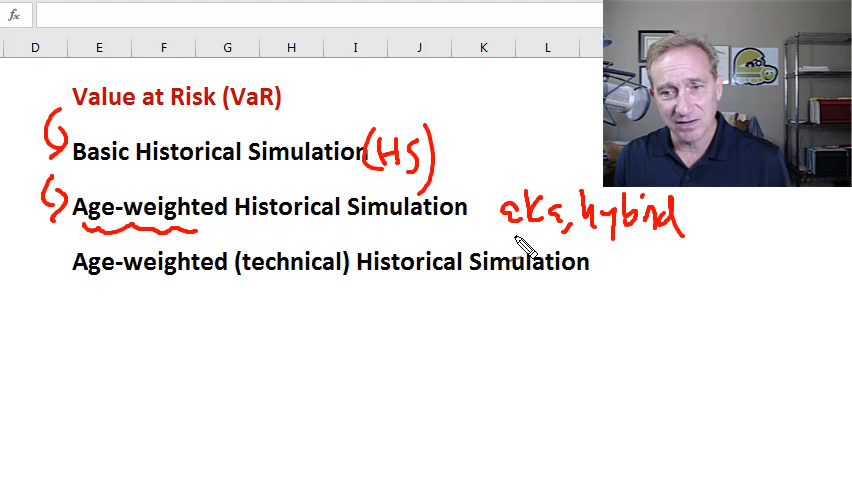 fx
D E F G H I J K L
Value at Risk (VaR)
Basic Historical Simulation (HS)
Age-weighted Historical Simulation aka, hybrid
Age-weighted (technical) Historical Simulation